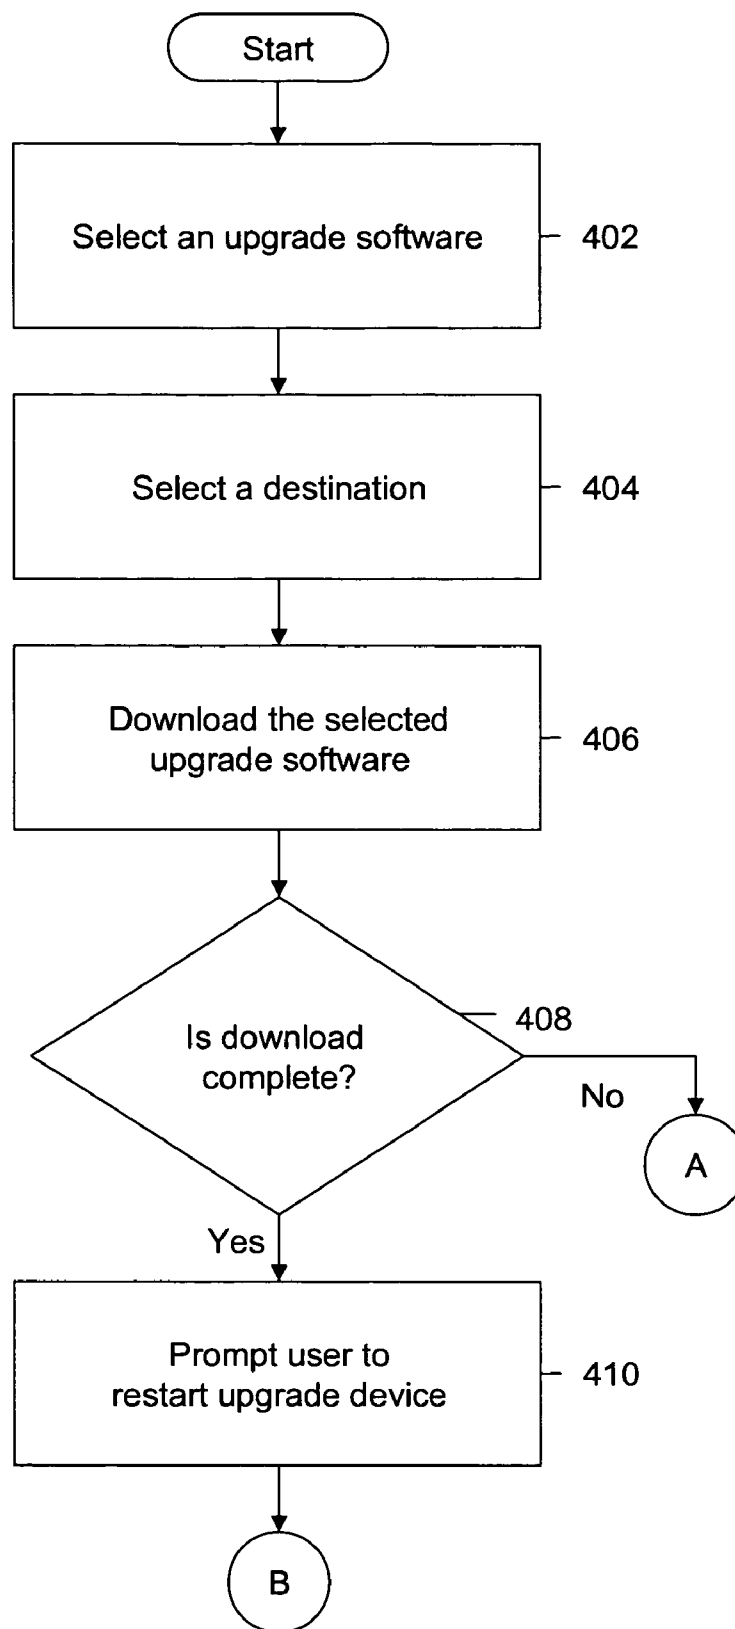 Start
Select an upgrade software
402
Select a destination
404
Download the selected
upgrade software
406
Is download
complete?
408
No
A
Yes
Prompt user to
restart upgrade device
410
B